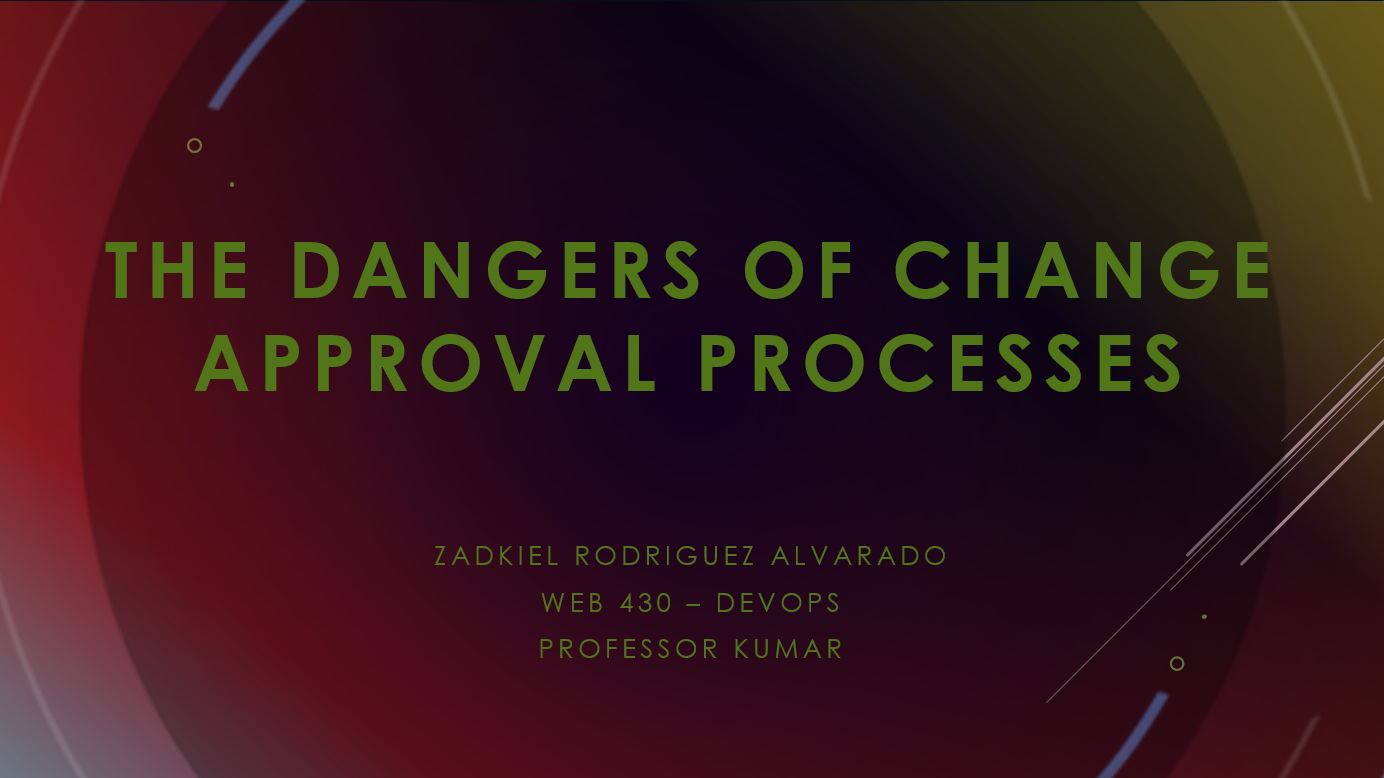 THE DANGERS OF CHANGE
APPROVAL PROCESSES
ZADKIEL RODRIGUEZ ALVARADO
WEB 430 – DEVOPS
PROFESSOR KUMAR